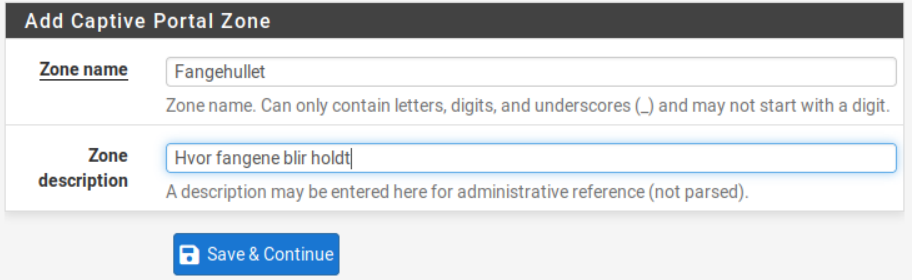 Add Captive Portal Zone
Zone name
Fangehullet
Zone name. Can only contain letters, digits, and underscores (_) and may not start with a digit.
Zone
description
Hvor fangene blir holdt
A description may be entered here for administrative reference (not parsed).
Save & Continue